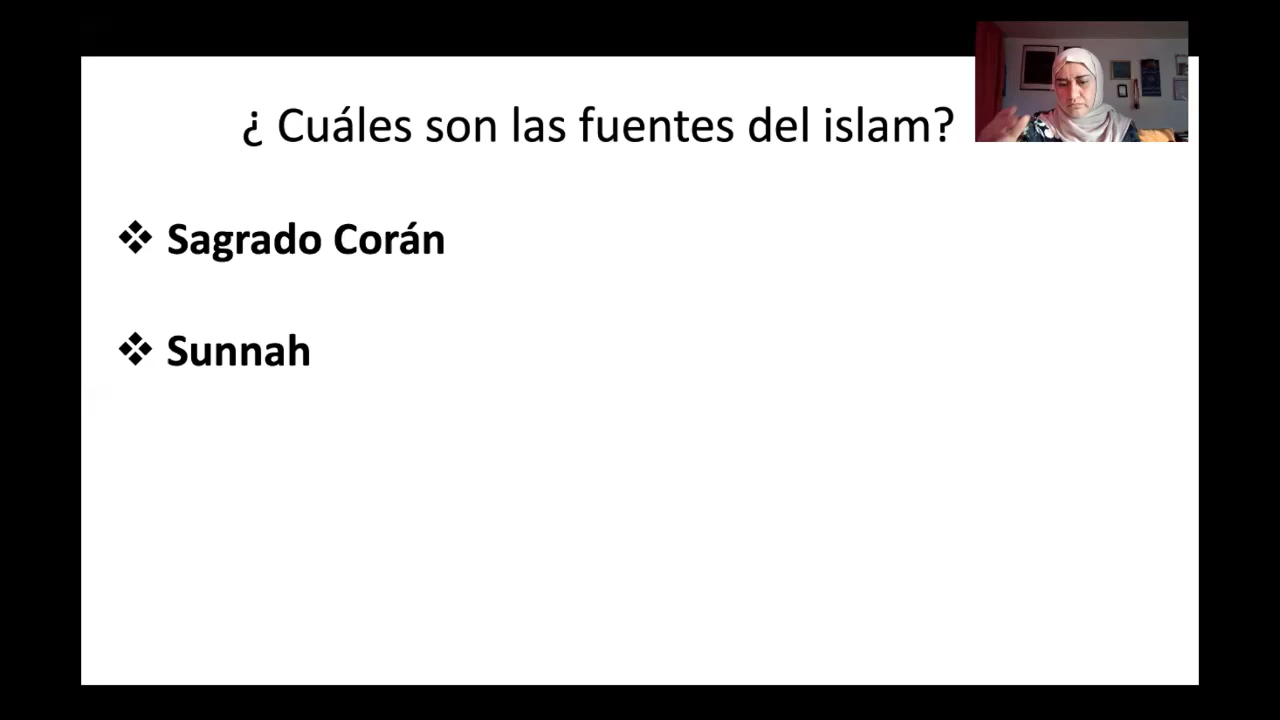 ¿ Cuáles son las fuentes del islam?
❖ Sagrado Corán
❖ Sunnah